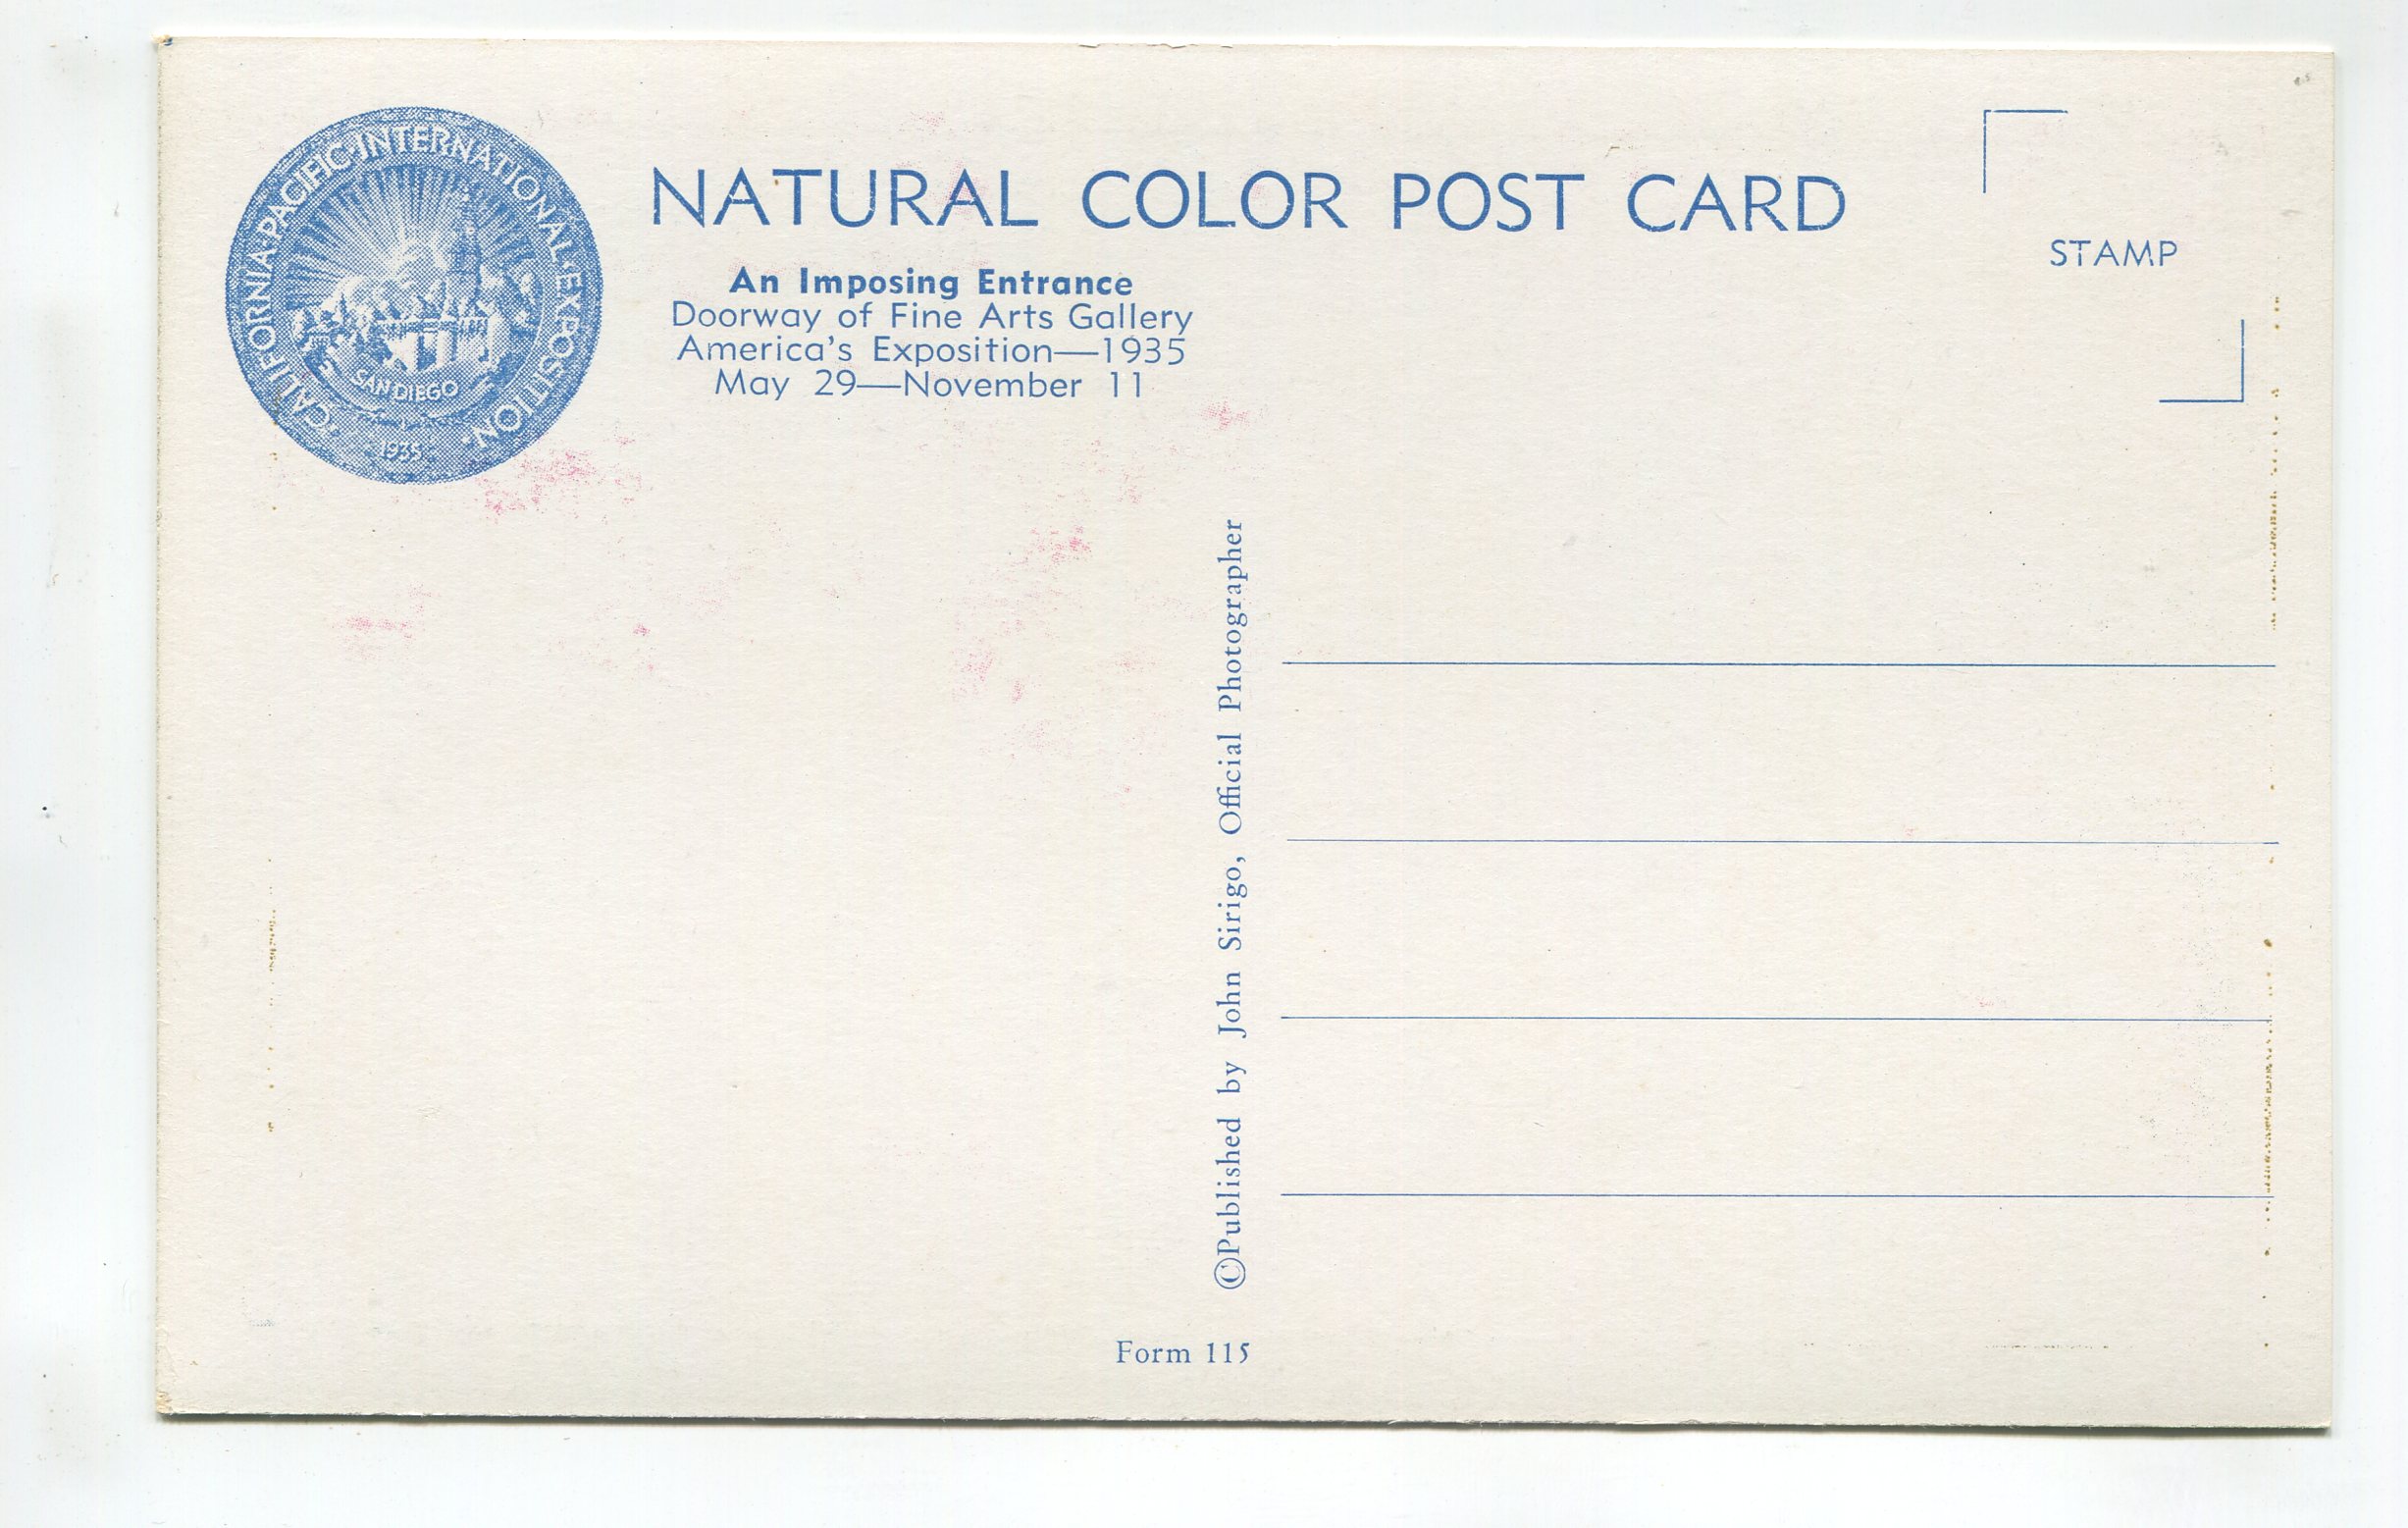 CALIFORNIA·PACIFIC·INTERNATIONAL·EXPOSITION·
SAN DIEGO
1935
NATURAL COLOR POST CARD
An Imposing Entrance
Doorway of Fine Arts Gallery
America's Exposition—1935
May 29—November 11
STAMP
©Published by John Sirigo, Official Photographer
Form 115